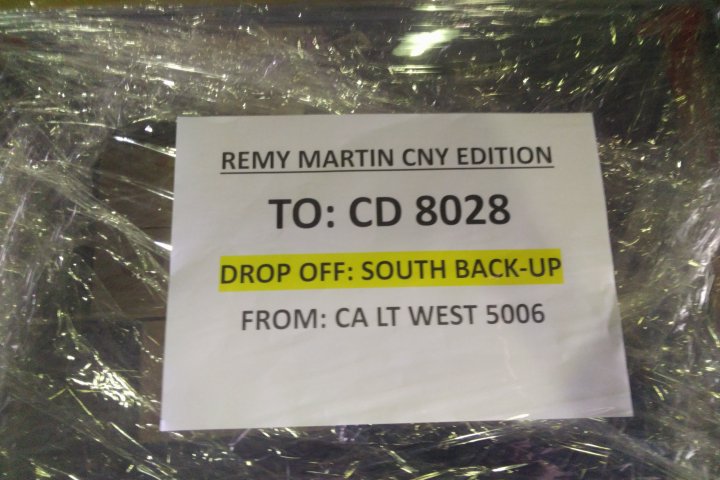 REMY MARTIN CNY EDITION
TO: CD 8028
DROP OFF: SOUTH BACK-UP
FROM: CA LT WEST 5006